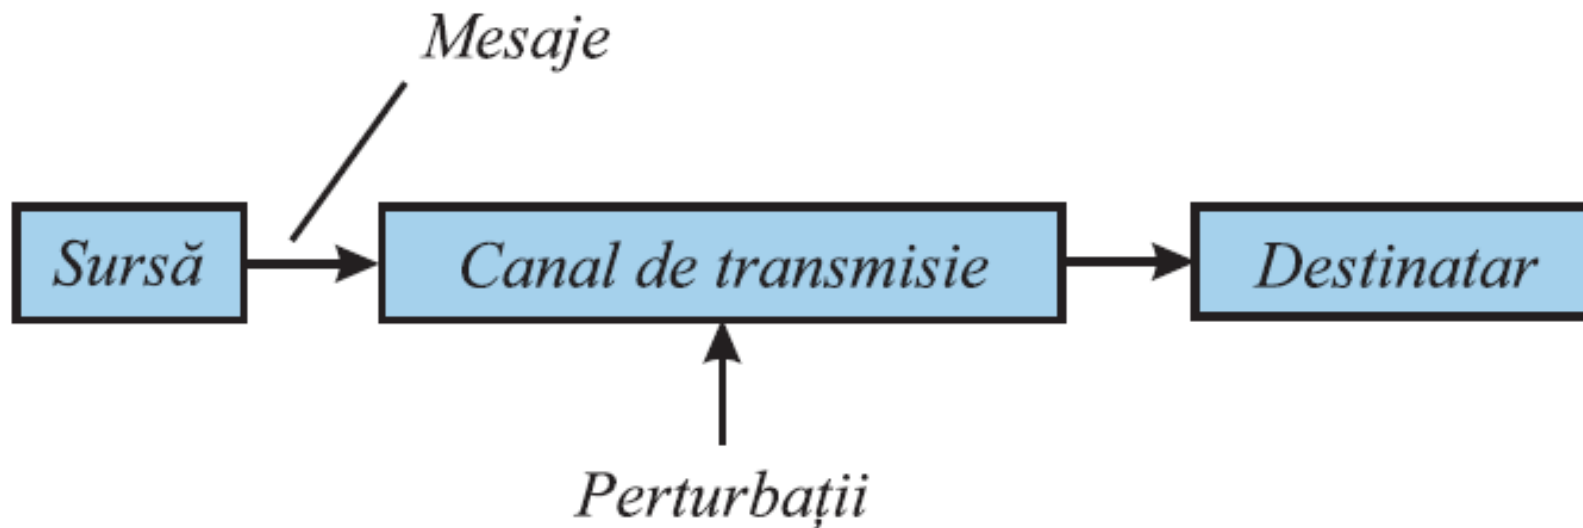 Mesaje
Sursă
Canal de transmisie
Destinatar
Perturbații